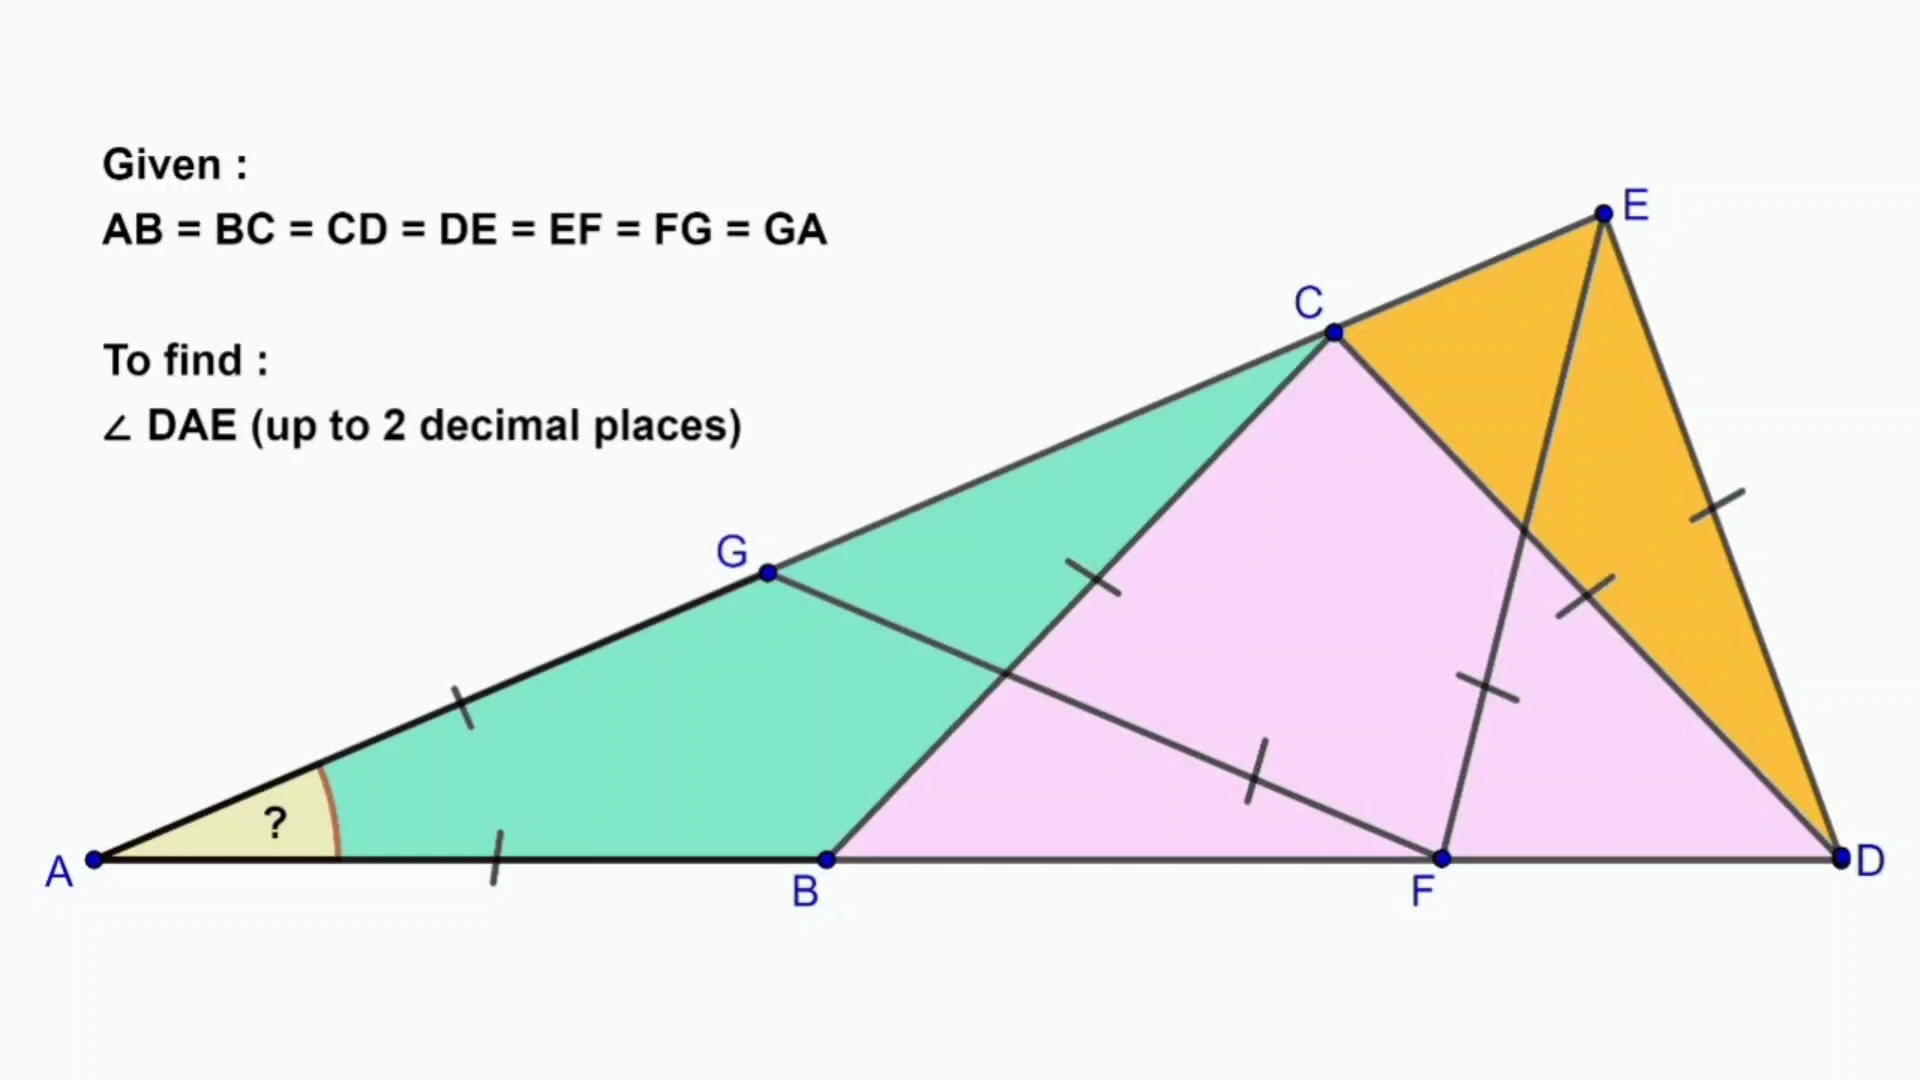 Given :
AB = BC = CD = DE = EF = FG = GA
To find :
∠ DAE (up to 2 decimal places)
E
C
G
?
A
B
F
D